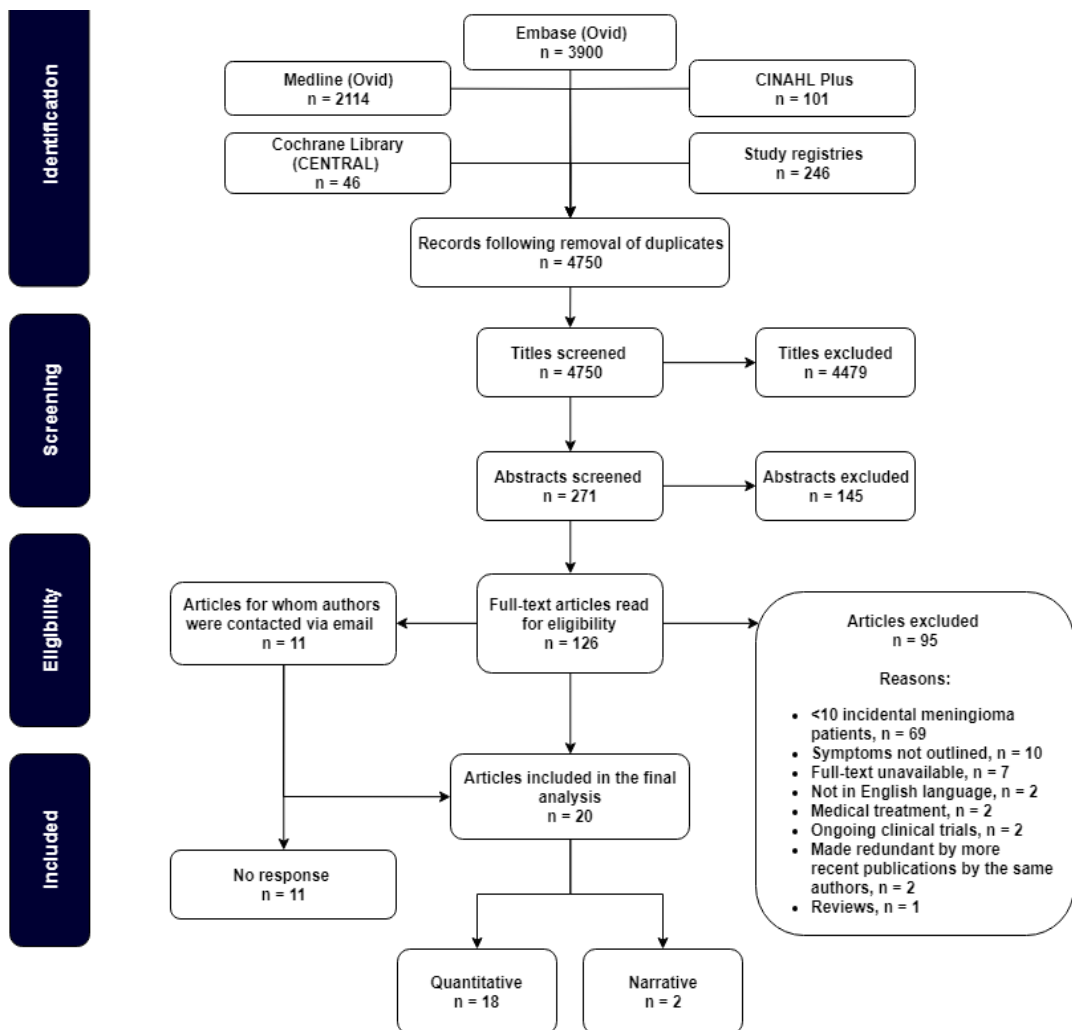 Identification
Embase (Ovid)
n = 3900
Medline (Ovid)
n = 2114
CINAHL Plus
n = 101
Cochrane Library
(CENTRAL)
n = 46
Study registries
n = 246
Records following removal of duplicates
n = 4750
Screening
Titles screened
n = 4750
Titles excluded
n = 4479
Abstracts screened
n = 271
Abstracts excluded
n = 145
Eligibility
Articles for whom authors
were contacted via email
n = 11
Full-text articles read
for eligibility
n = 126
Articles excluded
n = 95
Reasons:
• <10 incidental meningioma
patients, n = 69
• Symptoms not outlined, n = 10
• Full-text unavailable, n = 7
• Not in English language, n = 2
• Medical treatment, n = 2
• Ongoing clinical trials, n = 2
• Made redundant by more
recent publications by the same
authors, n = 2
• Reviews, n = 1
Included
Articles included in the final
analysis
n = 20
No response
n = 11
Quantitative
n = 18
Narrative
n = 2